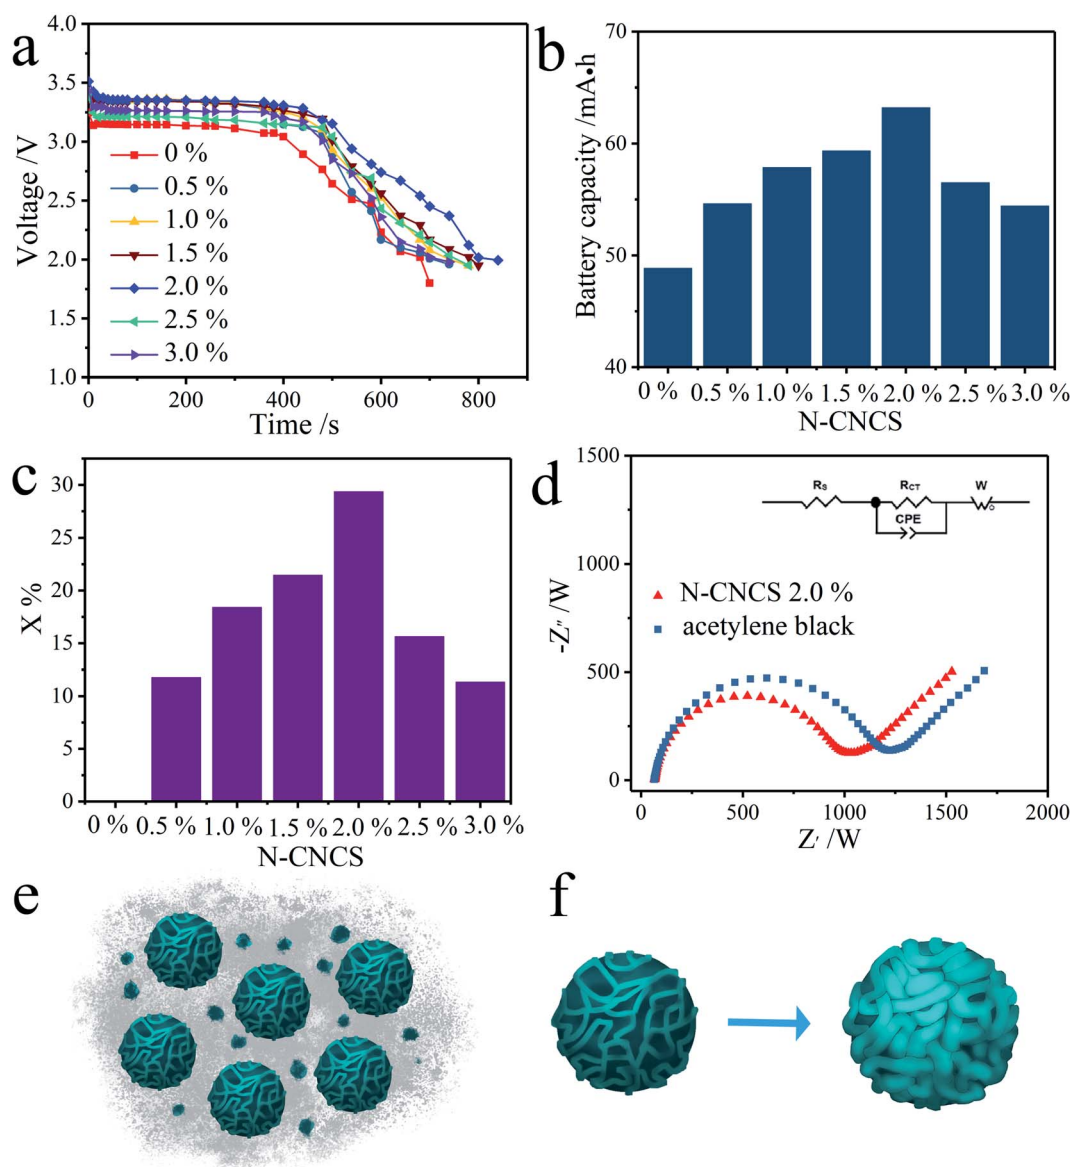 a
4.0
3.5
3.0
2.5
2.0
1.5
1.0
Voltage /V
0 %
0.5 %
1.0 %
1.5 %
2.0 %
2.5 %
3.0 %
0
200
400
600
800
Time /s
b
70
60
50
40
Battery capacity /mA•h
0 %
0.5 %
1.0 %
1.5 %
2.0 %
2.5 %
3.0 %
N-CNCS
c
30
25
20
15
10
5
0
X %
0 %
0.5 %
1.0 %
1.5 %
2.0 %
2.5 %
3.0 %
N-CNCS
d
1500
1000
500
0
-Z″ /W
RS
RCT
W
CPE
N-CNCS 2.0 %
acetylene black
0
500
1000
1500
2000
Z′ /W
e
f